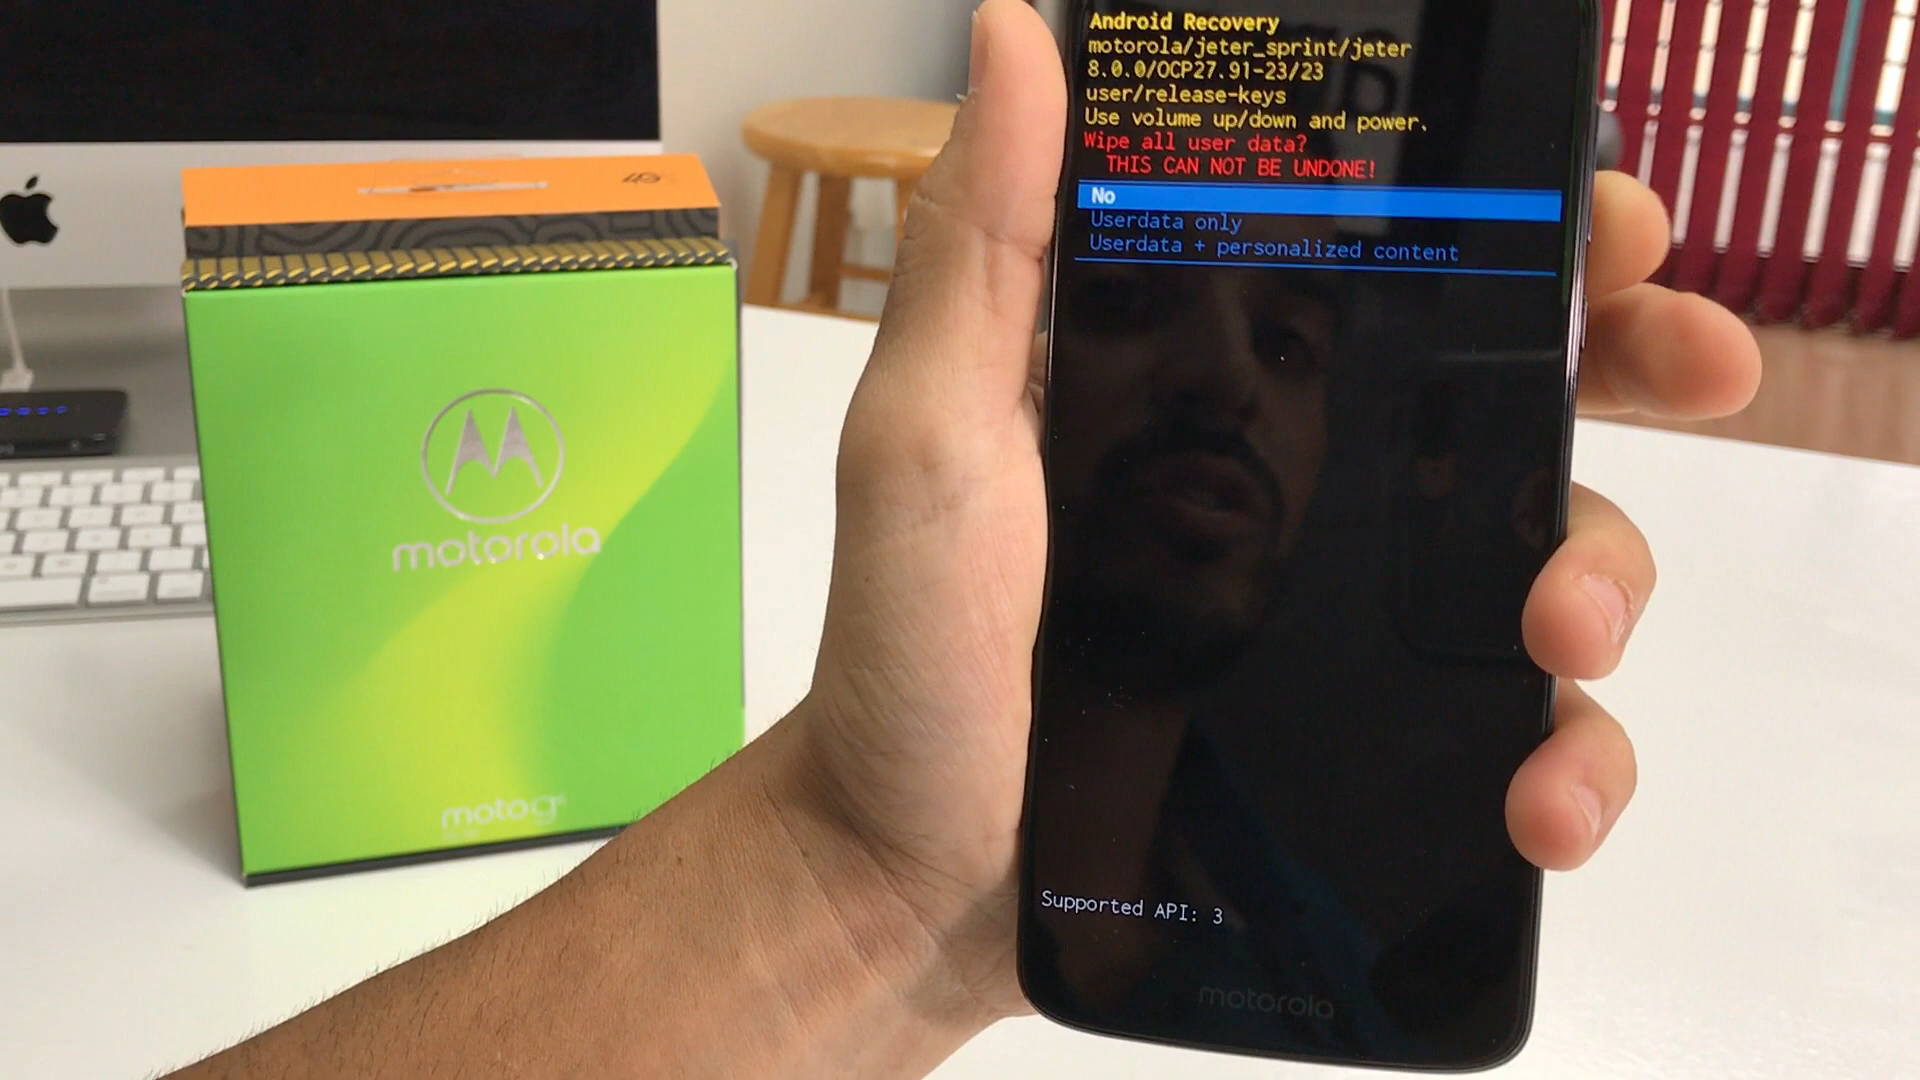 Android Recovery
motorola/jeter_sprint/jeter
8.0.0/OCP27.91-23/23
user/release-keys
Use volume up/down and power.
Wipe all user data?
THIS CAN NOT BE UNDONE!
No
Userdata only
Userdata + personalized content
Supported API: 3
motorola
motorola
moto g6